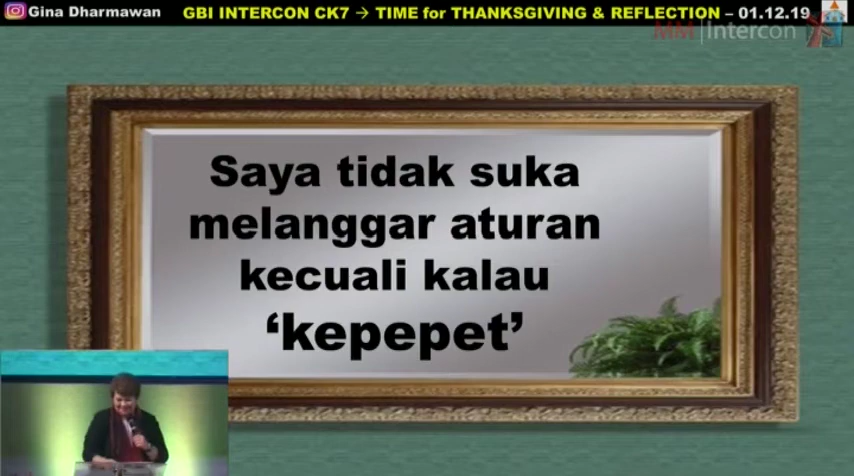 Gina Dharmawan GBI INTERCON CK7 → TIME for THANKSGIVING & REFLECTION – 01.12.19
MM|Intercon
Saya tidak suka
melanggar aturan
kecuali kalau
‘kepepet’